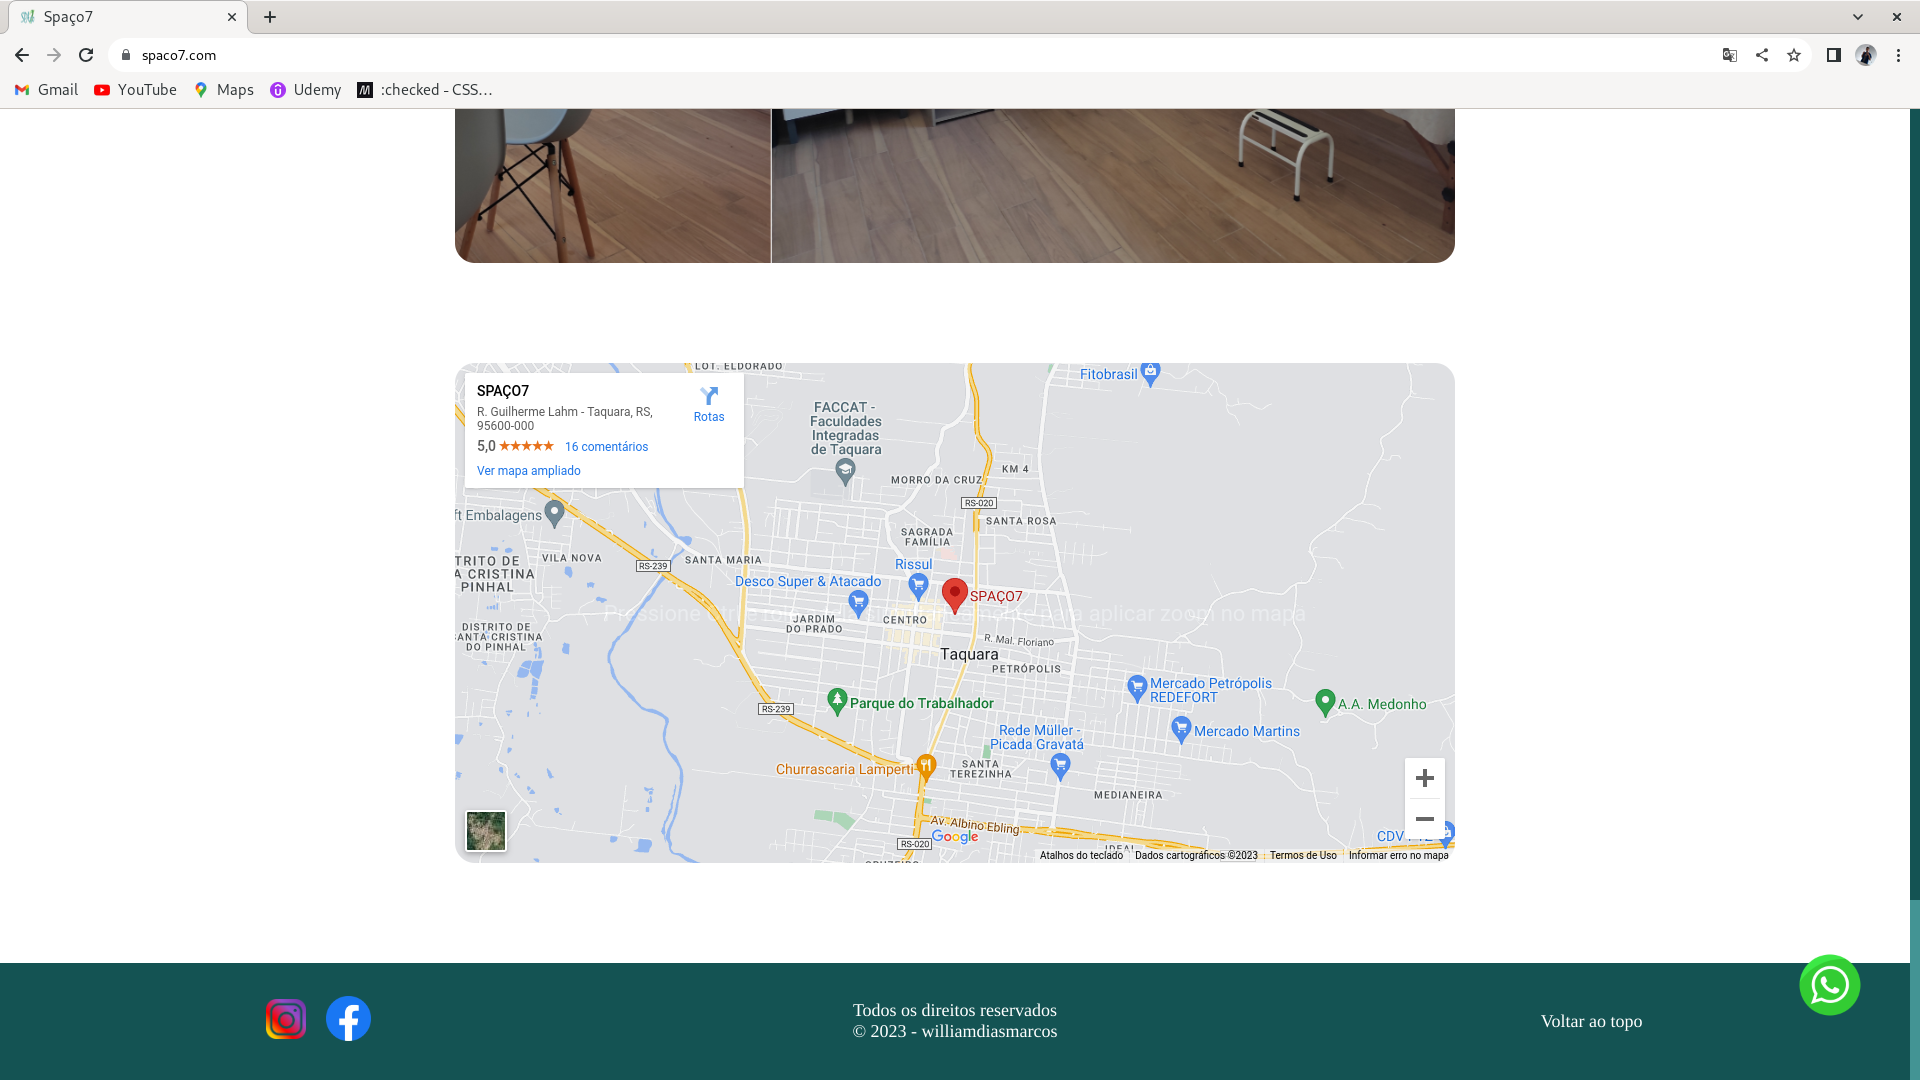 Spaço7
spaco7.com
Gmail
YouTube
Maps
Udemy
:checked - CSS...
LOT. ELDORADO
Fitobrasil
SPAÇO7
R. Guilherme Lahm - Taquara, RS,
95600-000
Rotas
5,0
16 comentários
Ver mapa ampliado
FACCAT -
Faculdades
Integradas
de Taquara
KM 4
MORRO DA CRUZ
RS-020
ft Embalagens
SANTA ROSA
SAGRADA
FAMÍLIA
VILA NOVA
SANTA MARIA
RS-239
TRITO DE
A CRISTINA
PINHAL
Rissul
Desco Super & Atacado
SPAÇO7
Pressione ctrl e para aplicar zoom no mapa
JARDIM
DO PRADO
CENTRO
DISTRITO DE
SANTA CRISTINA
DO PINHAL
R. Mal. Floriano
Taquara
PETRÓPOLIS
Mercado Petrópolis
REDEFORT
Parque do Trabalhador
A.A. Medonho
RS-239
Rede Müller -
Picada Gravatá
Mercado Martins
Churrascaria Lamperti
SANTA
TEREZINHA
MEDIANEIRA
Av. Albino Ebling
Google
CDV
RS-020
IDEAL
CRUZEIRO
Atalhos do teclado
Dados cartográficos ©2023
Termos de Uso
Informar erro no mapa
Todos os direitos reservados
© 2023 - williamdiasmarcos
Voltar ao topo